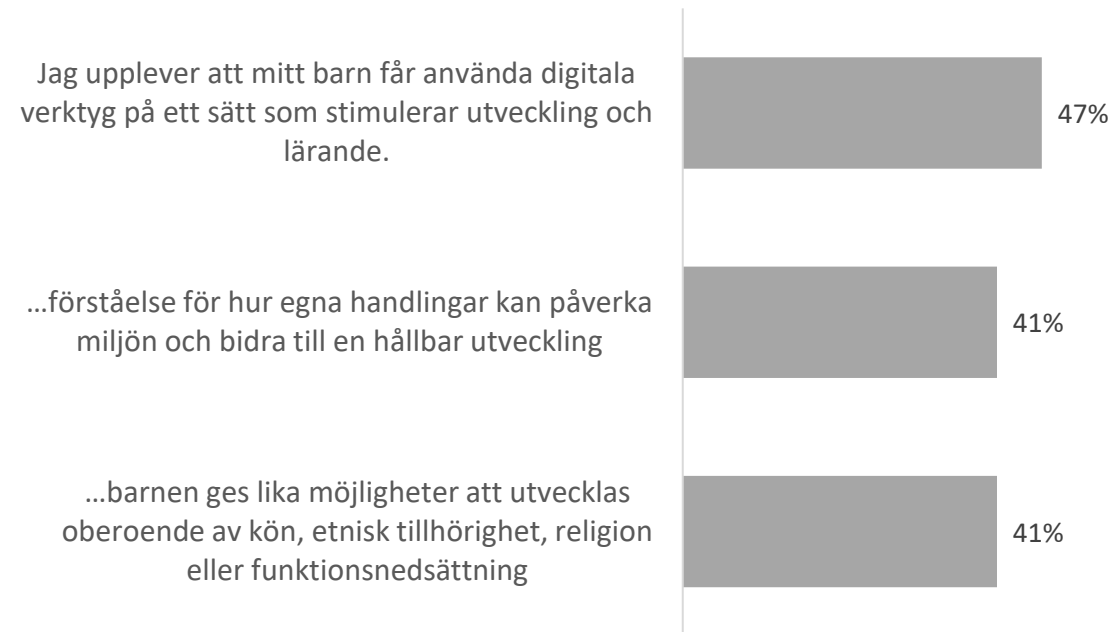 Jag upplever att mitt barn får använda digitala
verktyg på ett sätt som stimulerar utveckling och
lärande.
47%
…förståelse för hur egna handlingar kan påverka
miljön och bidra till en hållbar utveckling
41%
…barnen ges lika möjligheter att utvecklas
oberoende av kön, etnisk tillhörighet, religion
eller funktionsnedsättning
41%